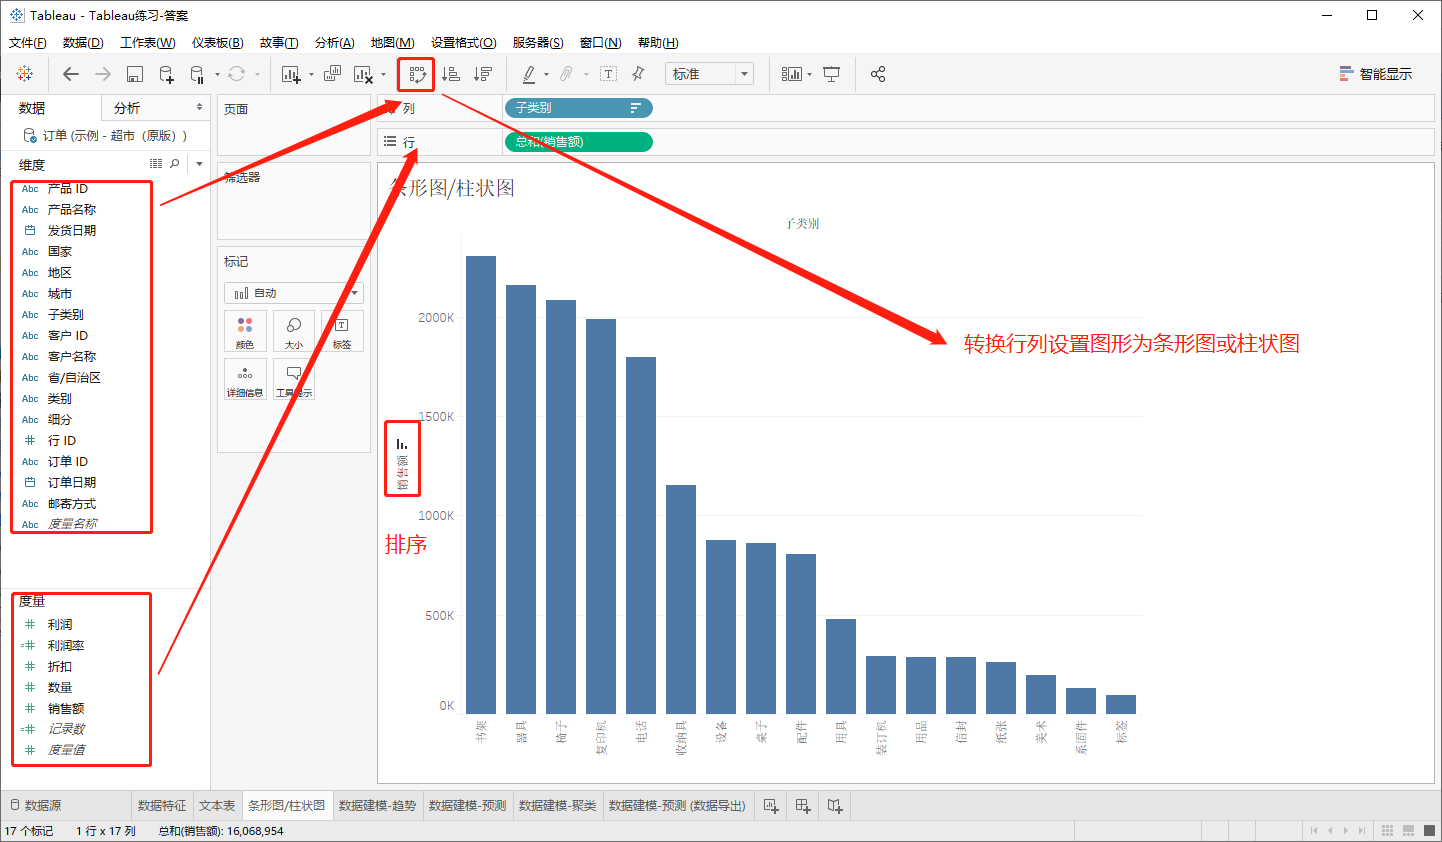 Tableau - Tableau练习-答案
文件(F) 数据(D) 工作表(W) 仪表板(B) 故事(T) 分析(A) 地图(M) 设置格式(O) 服务器(S) 窗口(N) 帮助(H)
标准
智能显示
数据 分析
订单 (示例 - 超市（原版）)
维度
Abc 产品 ID
Abc 产品名称
发货日期
Abc 国家
Abc 地区
Abc 城市
Abc 子类别
Abc 客户 ID
Abc 客户名称
Abc 省/自治区
Abc 类别
Abc 细分
行 ID
Abc 订单 ID
订单日期
Abc 邮寄方式
Abc 度量名称
度量
利润
利润率
折扣
数量
销售额
记录数
度量值
页面
筛选器
标记
自动
颜色 大小 标签
详细信息 工具提示
列 子类别
行 总和(销售额)
条形图/柱状图
子类别
2000K
1500K
1000K
500K
0K
销售额
排序
转换行列设置图形为条形图或柱状图
书架 器具 椅子 复印机 电话 收纳具 设备 桌子 配件 用具 装订机 用品 信封 纸张 美术 系固件 标签
数据源 数据特征 文本表 条形图/柱状图 数据建模-趋势 数据建模-预测 数据建模-聚类 数据建模-预测 (数据导出)
17 个标记 1 行 x 17 列 总和(销售额): 16,068,954